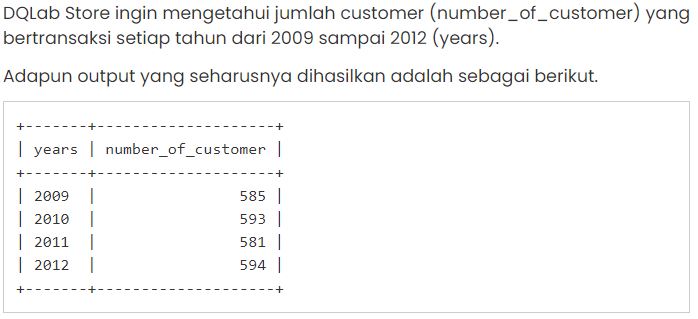 DQLab Store ingin mengetahui jumlah customer (number_of_customer) yang
bertransaksi setiap tahun dari 2009 sampai 2012 (years).
Adapun output yang seharusnya dihasilkan adalah sebagai berikut.
+-------+--------------------+
| years | number_of_customer |
+-------+--------------------+
| 2009  |                585 |
| 2010  |                593 |
| 2011  |                581 |
| 2012  |                594 |
+-------+--------------------+